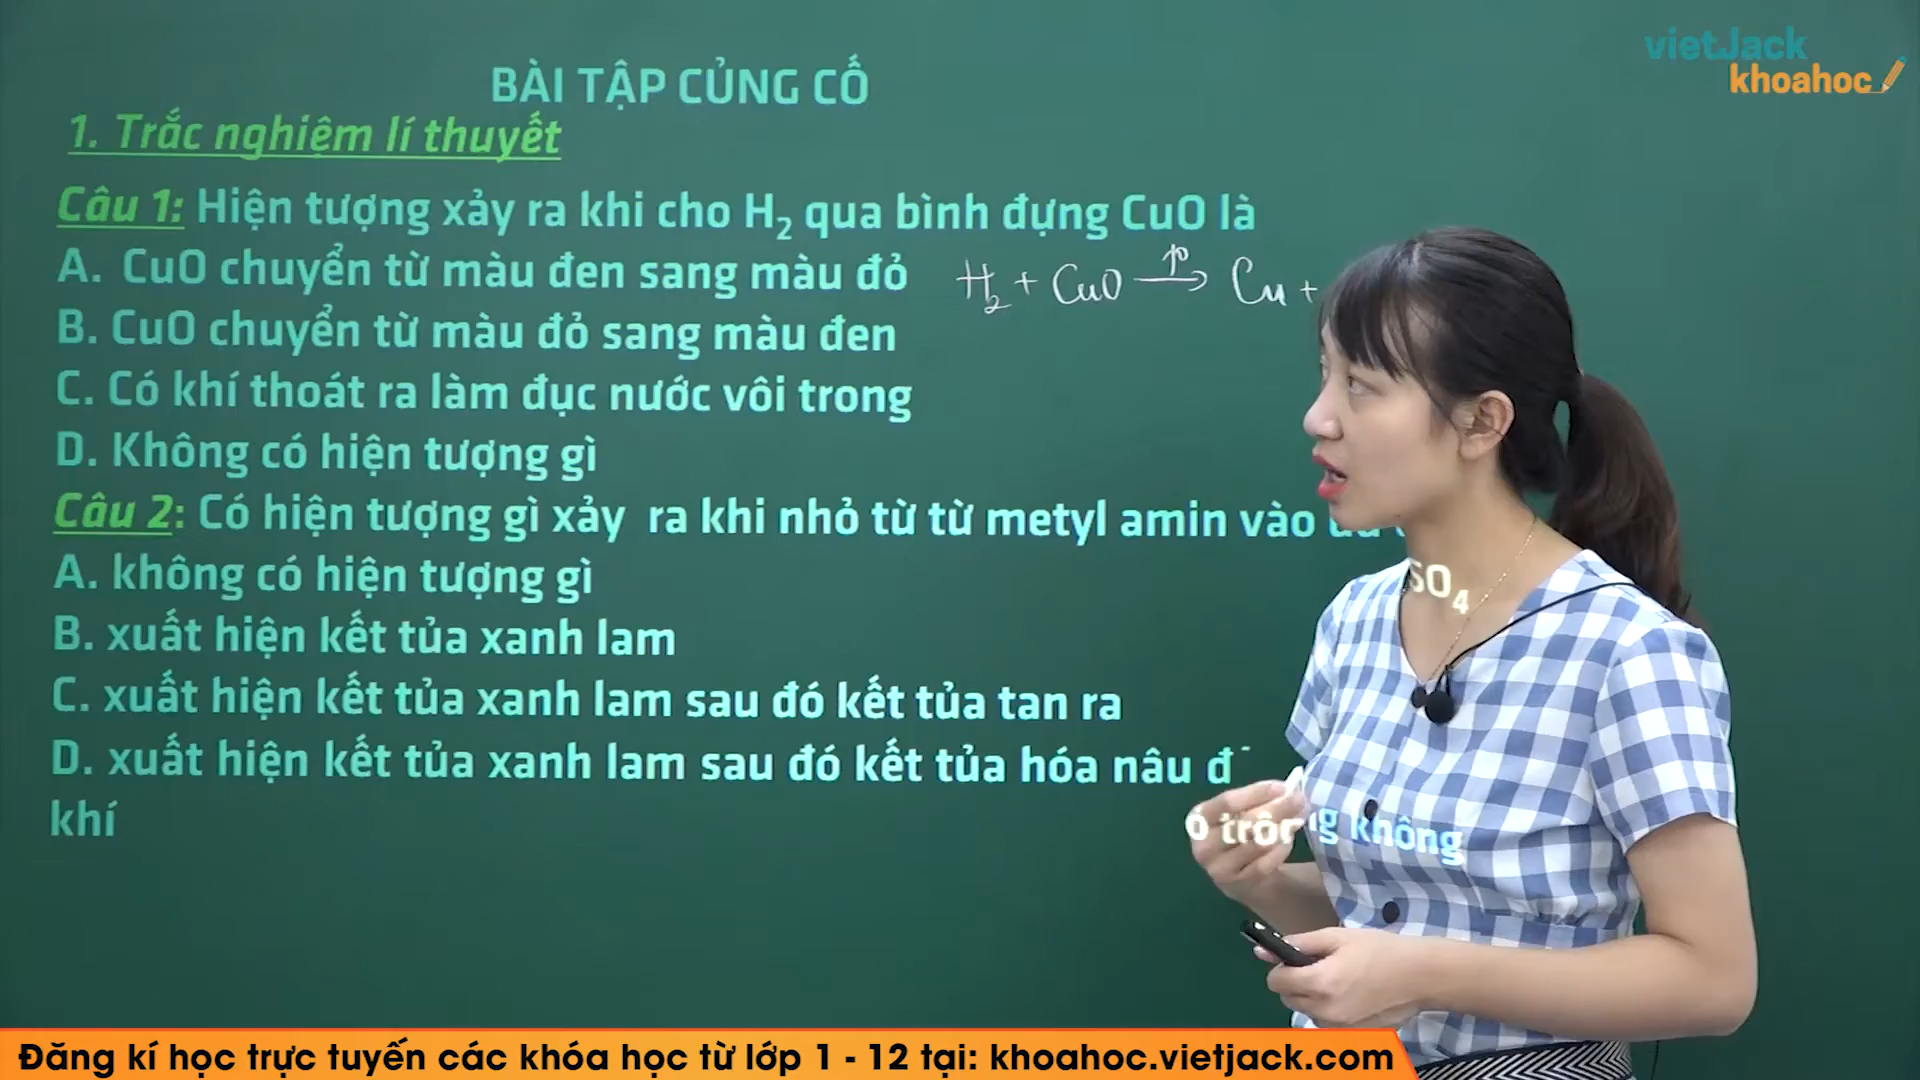 vietJack
khoahoc
BÀI TẬP CỦNG CỐ
1. Trắc nghiệm lí thuyết
Câu 1: Hiện tượng xảy ra khi cho H₂ qua bình đựng CuO là
A. CuO chuyển từ màu đen sang màu đỏ
H₂ + CuO →(t°) Cu +
B. CuO chuyển từ màu đỏ sang màu đen
C. Có khí thoát ra làm đục nước vôi trong
D. Không có hiện tượng gì
Câu 2: Có hiện tượng gì xảy ra khi nhỏ từ từ metyl amin vào
SO₄
A. không có hiện tượng gì
B. xuất hiện kết tủa xanh lam
C. xuất hiện kết tủa xanh lam sau đó kết tủa tan ra
D. xuất hiện kết tủa xanh lam sau đó kết tủa hóa nâu đỏ trông không
khí
Đăng kí học trực tuyến các khóa học từ lớp 1 - 12 tại: khoahoc.vietjack.com